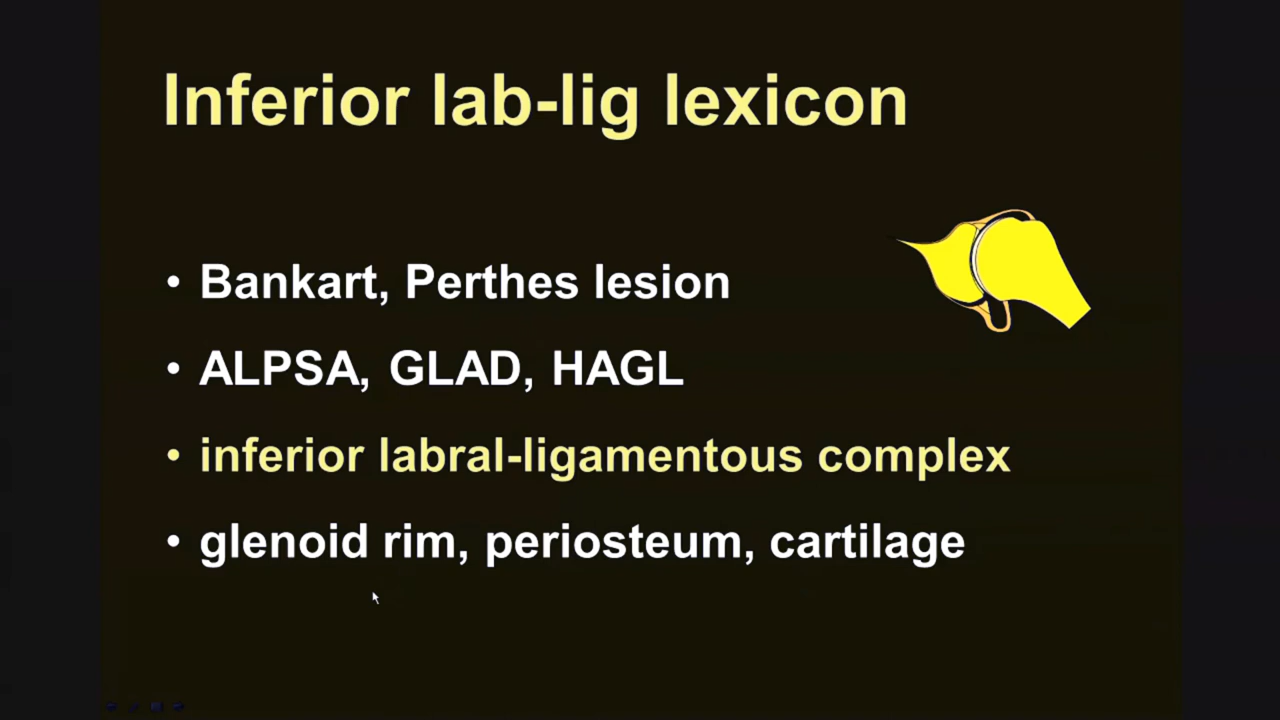 Inferior lab-lig lexicon
• Bankart, Perthes lesion
• ALPSA, GLAD, HAGL
• inferior labral-ligamentous complex
• glenoid rim, periosteum, cartilage